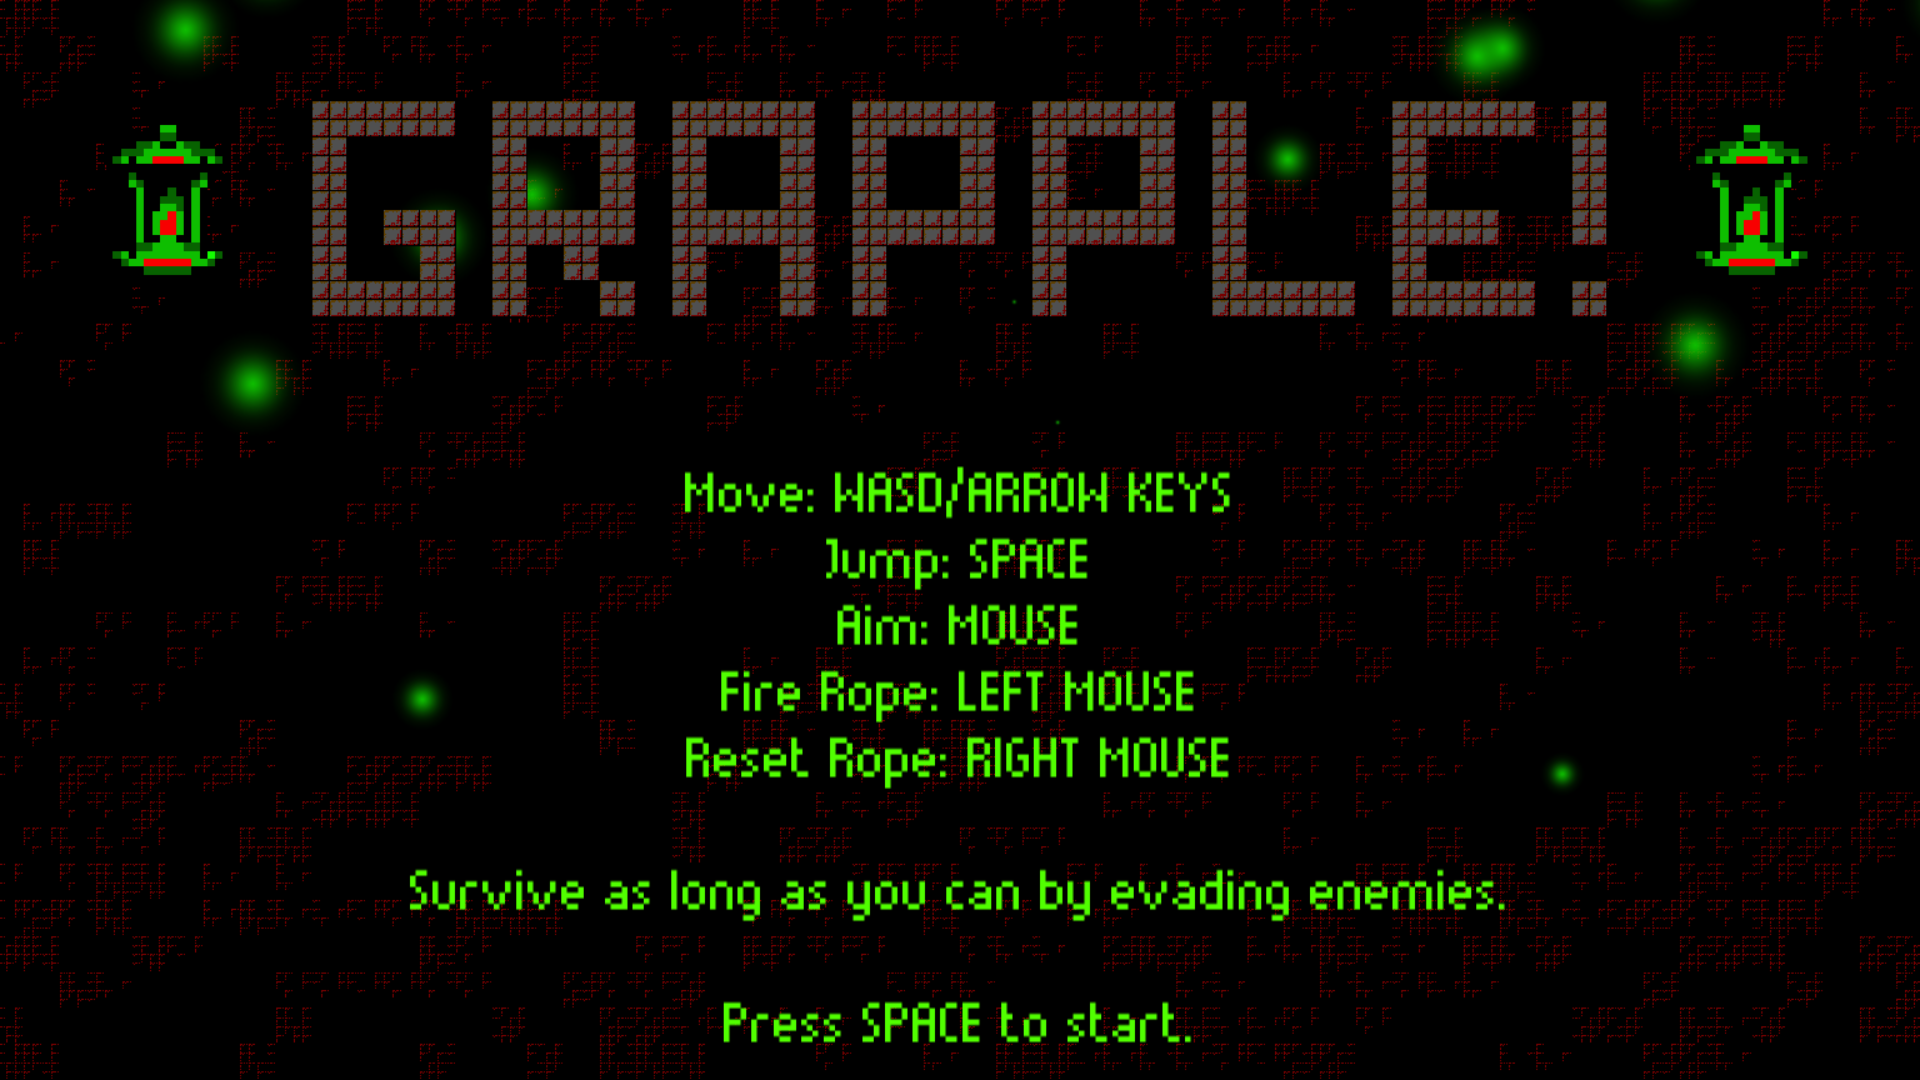 GRAPPLE!
Move: WASD/ARROW KEYS
Jump: SPACE
Aim: MOUSE
Fire Rope: LEFT MOUSE
Reset Rope: RIGHT MOUSE
Survive as long as you can by evading enemies.
Press SPACE to start.